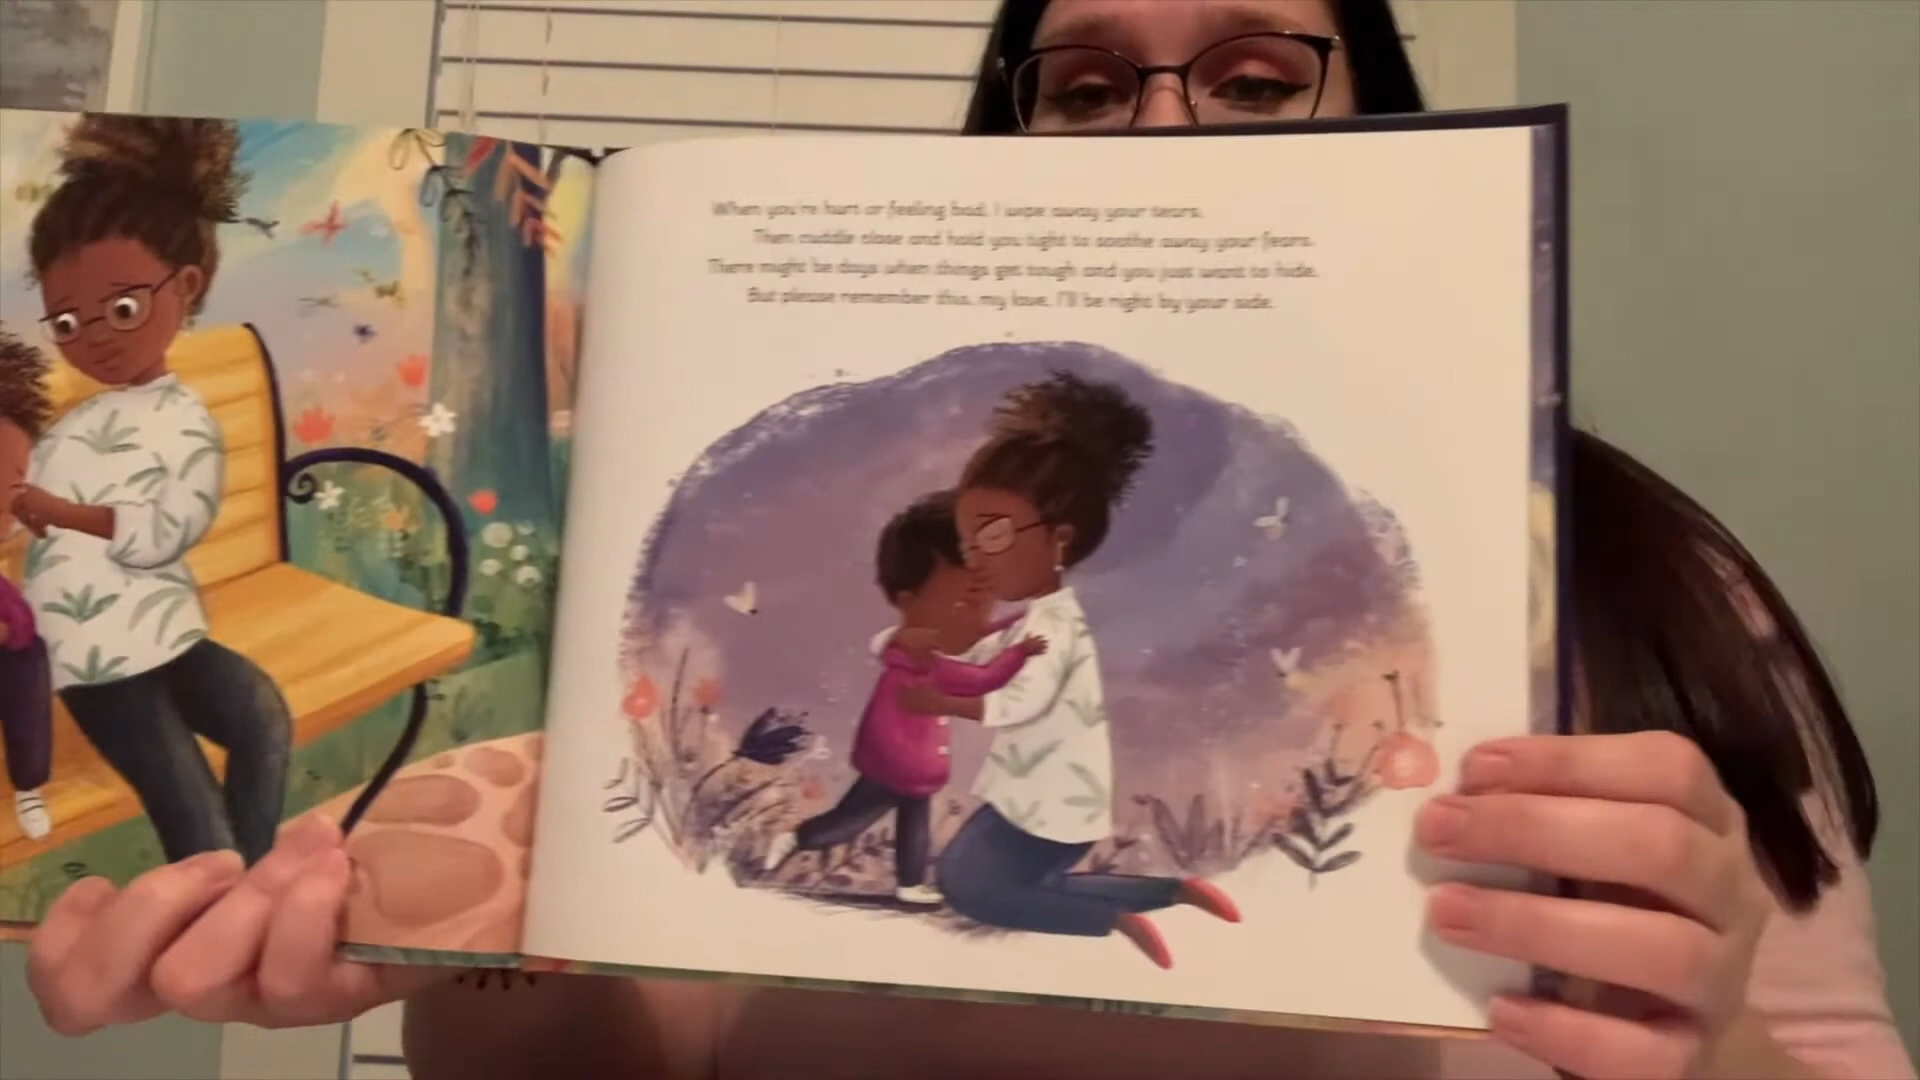 When you're hurt or feeling bad, I wipe away your tears.
Then cuddle close and hold you tight to soothe away your fears.
There might be days when things get tough and you just want to hide.
But please remember this, my love, I'll be right by your side.